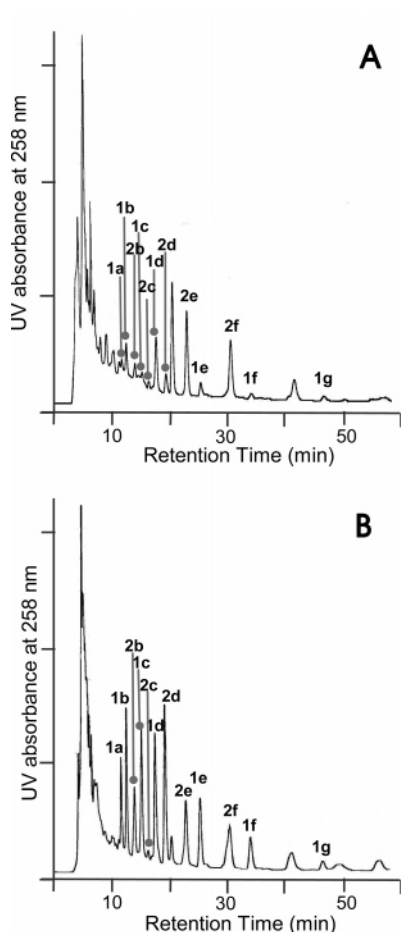 A
1b
1c
2b
2d
1a
1d
2c
2e
2f
1e
1f
1g
UV absorbance at 258 nm
10
30
50
Retention Time (min)
B
2b
1c
2c
1b
2d
1d
1a
2e
1e
2f
1f
1g
UV absorbance at 258 nm
10
30
50
Retention Time (min)